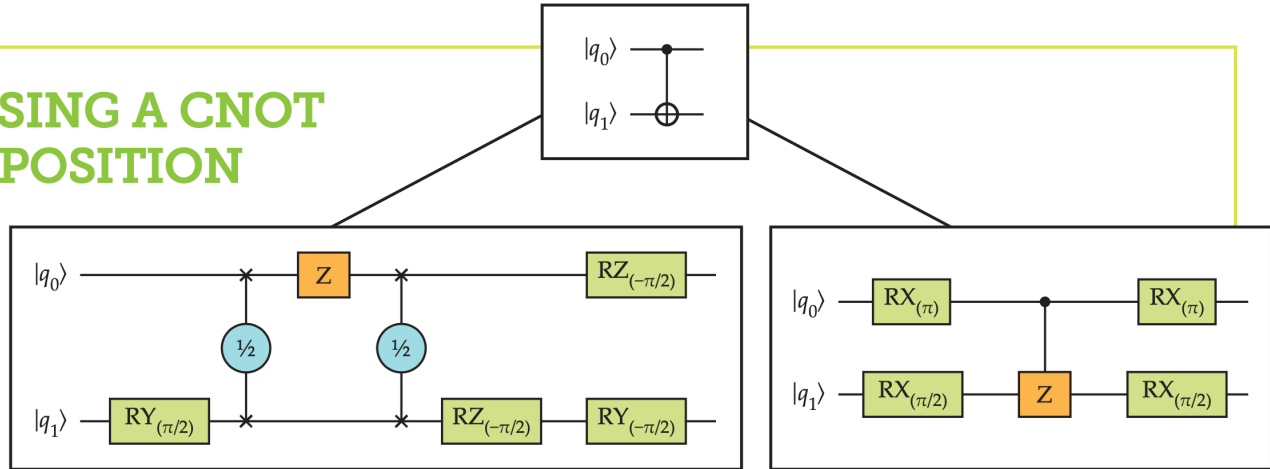 |q₀⟩
|q₁⟩
SING A CNOT
POSITION
|q₀⟩ Z RZ(−π/2)
½ ½
|q₁⟩ RY(π/2) RZ(−π/2) RY(−π/2)
|q₀⟩ RX(π) RX(π)
|q₁⟩ RX(π/2) Z RX(π/2)